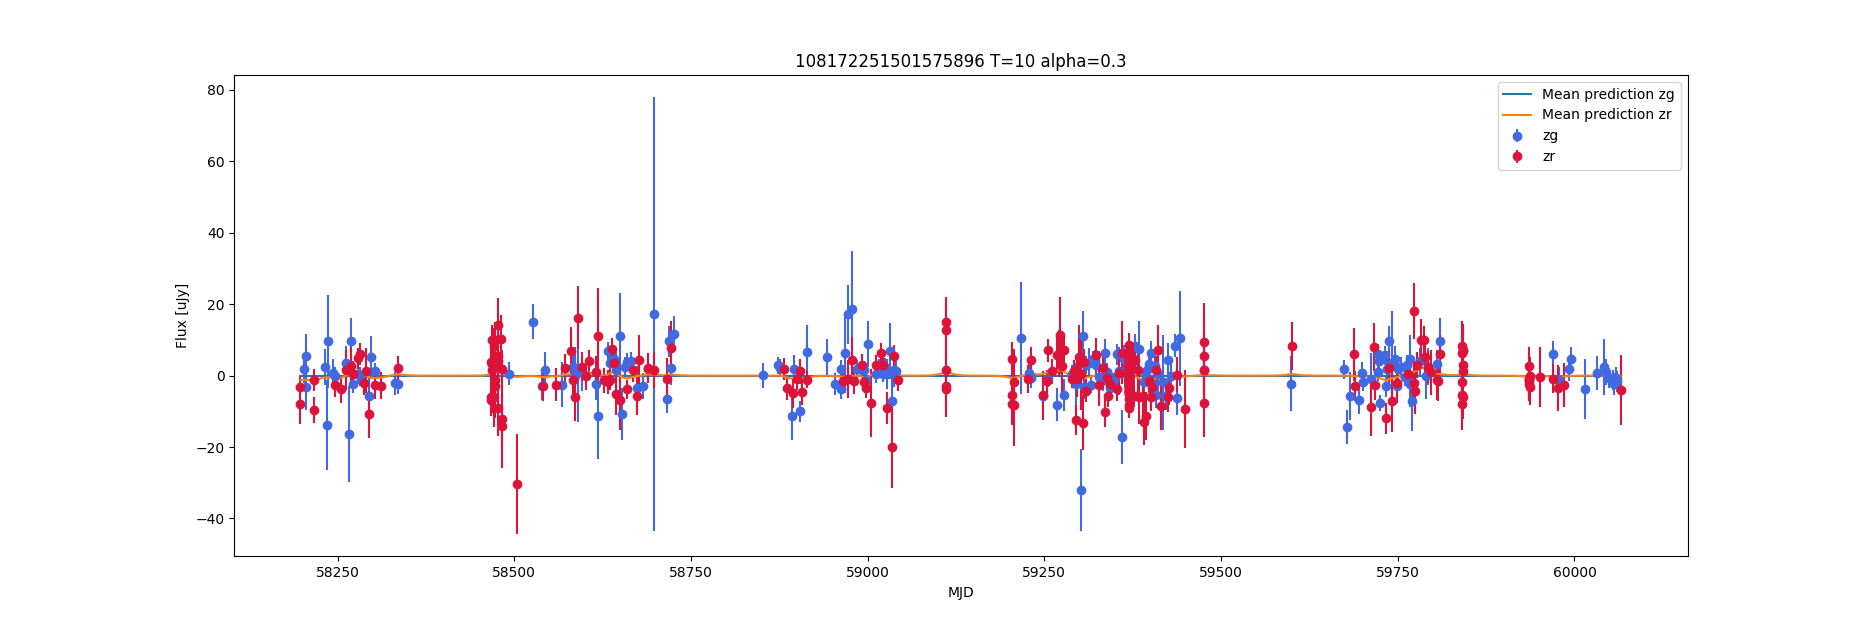 108172251501575896 T=10 alpha=0.3
Flux [uJy]
80
60
40
20
0
−20
−40
Mean prediction zg
Mean prediction zr
zg
zr
58250 58500 58750 59000 59250 59500 59750 60000
MJD